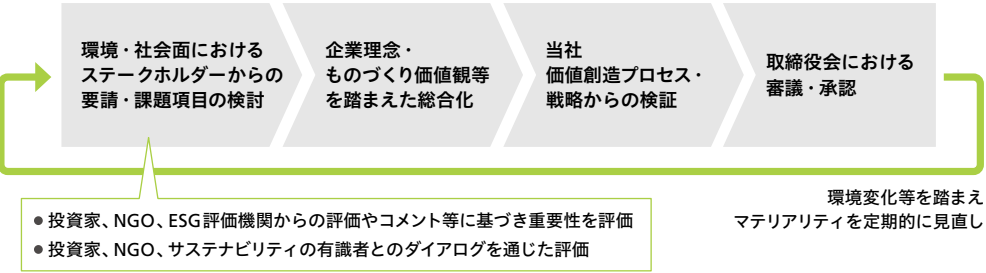 環境・社会面における
ステークホルダーからの
要請・課題項目の検討
企業理念・
ものづくり価値観等
を踏まえた総合化
当社
価値創造プロセス・
戦略からの検証
取締役会における
審議・承認
環境変化等を踏まえ
マテリアリティを定期的に見直し
● 投資家、NGO、ESG評価機関からの評価やコメント等に基づき重要性を評価
● 投資家、NGO、サステナビリティの有識者とのダイアログを通じた評価